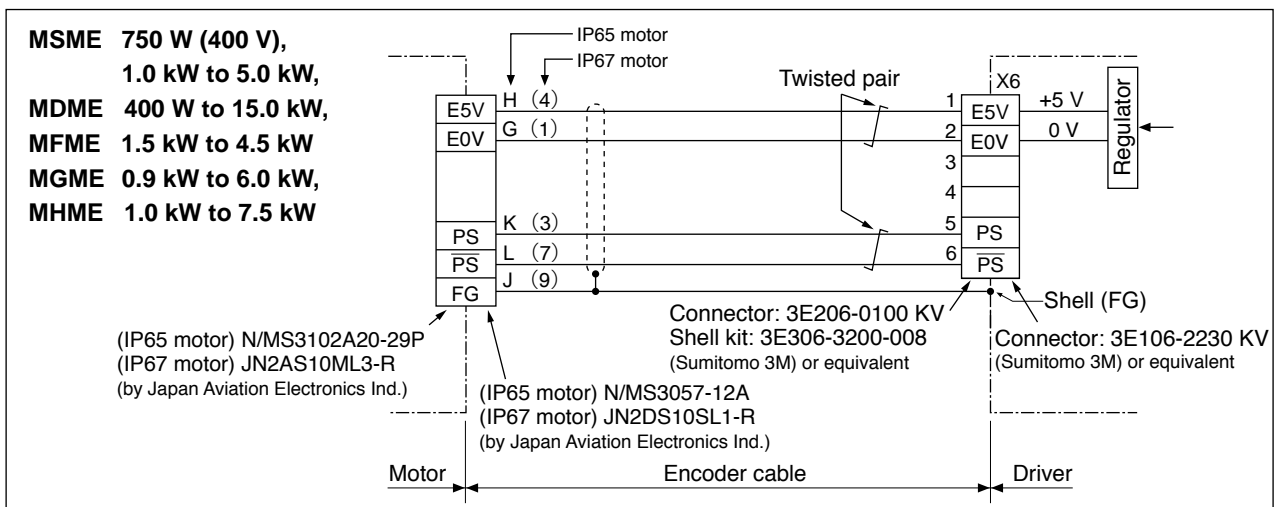 MSME 750 W (400 V),
1.0 kW to 5.0 kW,
MDME 400 W to 15.0 kW,
MFME 1.5 kW to 4.5 kW
MGME 0.9 kW to 6.0 kW,
MHME 1.0 kW to 7.5 kW
IP65 motor
IP67 motor
Twisted pair
X6
E5V H (4) 1 E5V +5 V
E0V G (1) 2 E0V 0 V
Regulator
3
4
PS K (3) 5 PS
P̅S̅ L (7) 6 P̅S̅
FG J (9)
Shell (FG)
(IP65 motor) N/MS3102A20-29P
(IP67 motor) JN2AS10ML3-R
(by Japan Aviation Electronics Ind.)
(IP65 motor) N/MS3057-12A
(IP67 motor) JN2DS10SL1-R
(by Japan Aviation Electronics Ind.)
Connector: 3E206-0100 KV
Shell kit: 3E306-3200-008
(Sumitomo 3M) or equivalent
Connector: 3E106-2230 KV
(Sumitomo 3M) or equivalent
Motor Encoder cable Driver